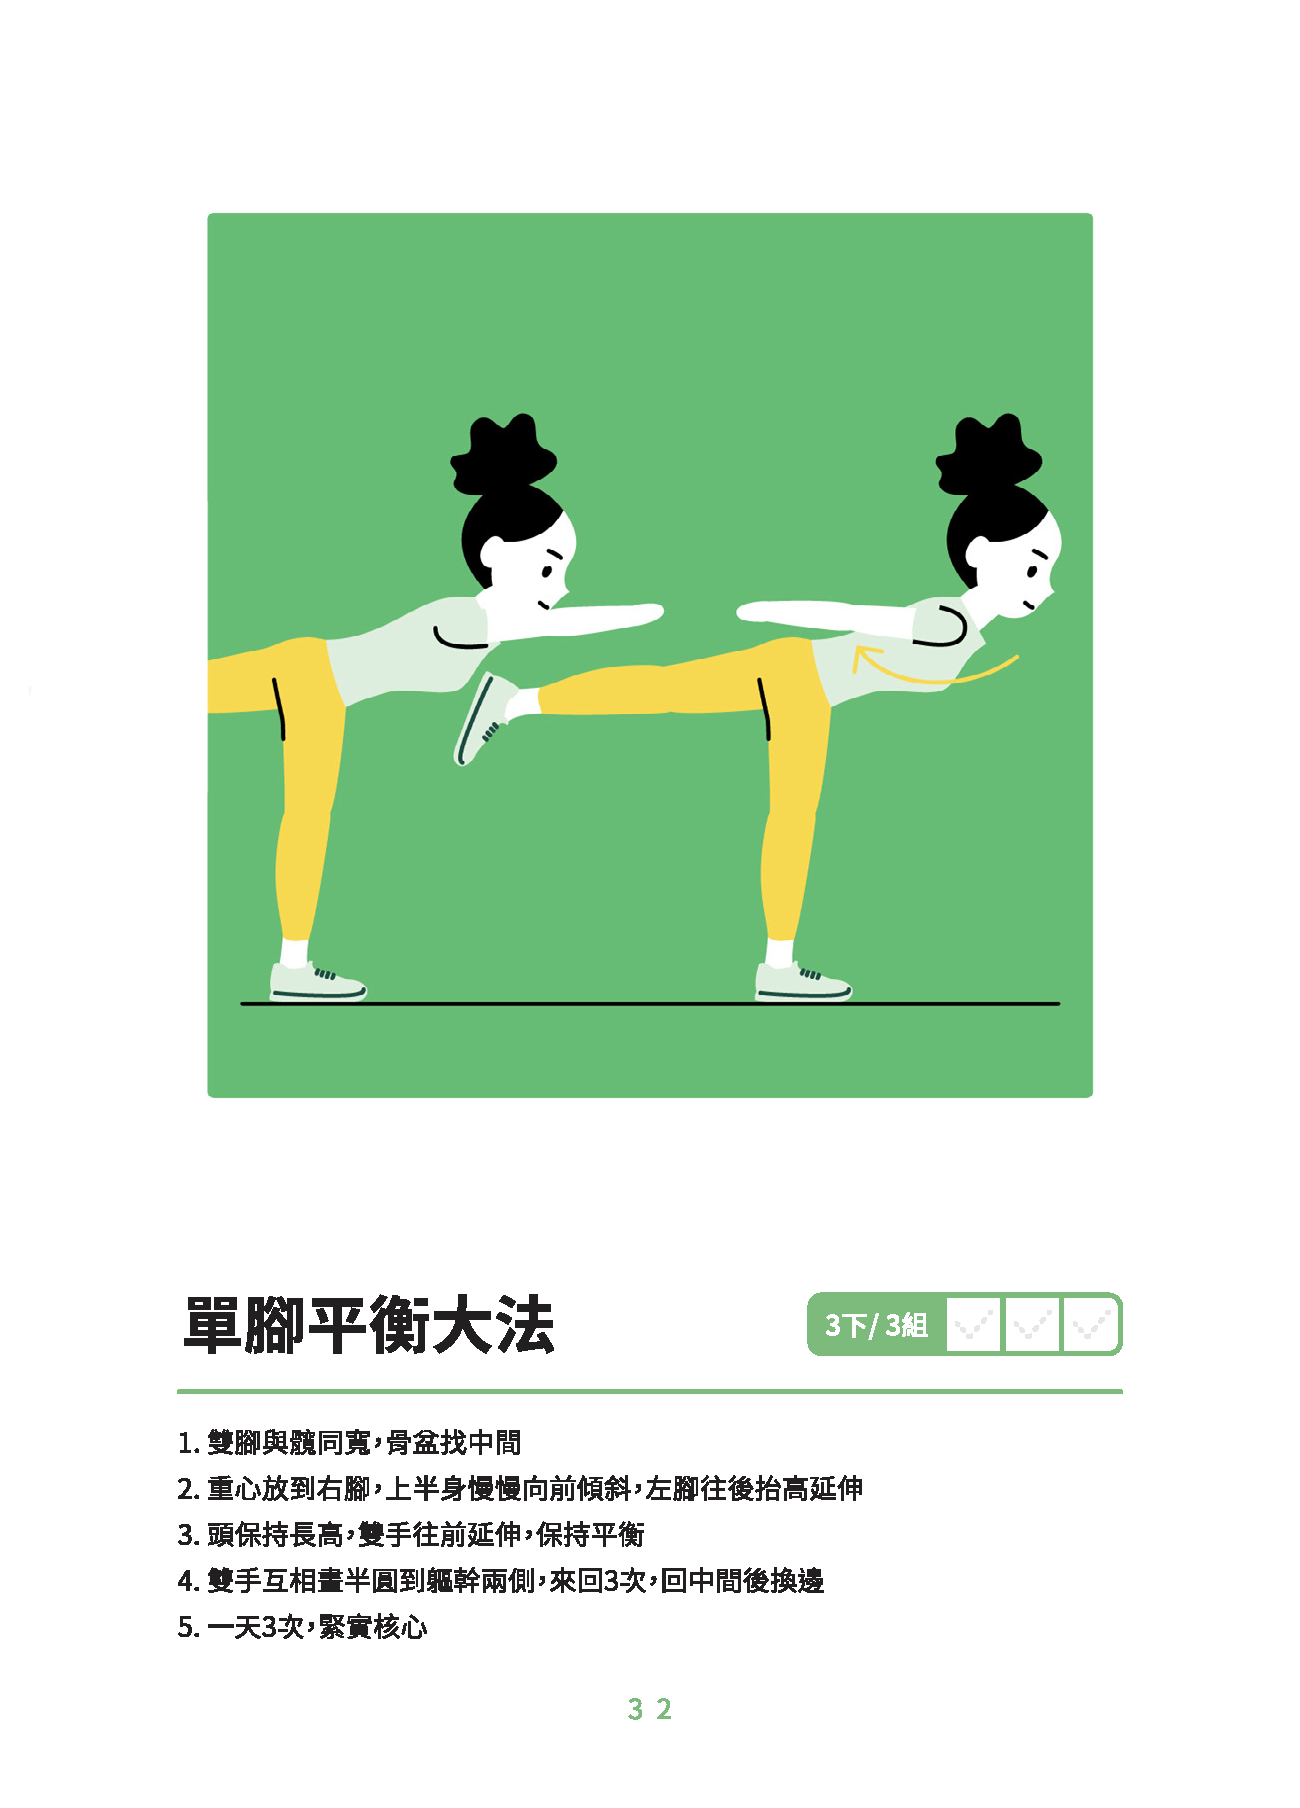 單腳平衡大法
3下/ 3組
1. 雙腳與髖同寬，骨盆找中間
2. 重心放到右腳，上半身慢慢向前傾斜，左腳往後抬高延伸
3. 頭保持長高，雙手往前延伸，保持平衡
4. 雙手互相畫半圓到軀幹兩側，來回3次，回中間後換邊
5. 一天3次，緊實核心
32